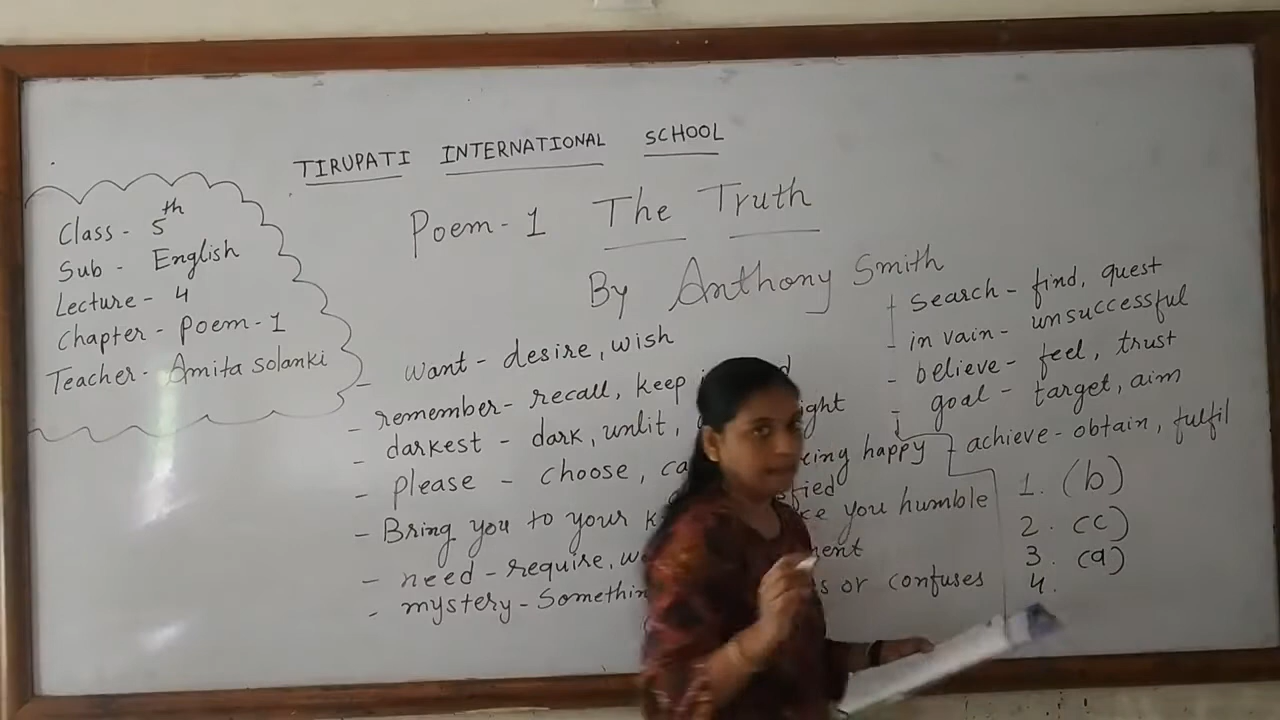 TIRUPATI INTERNATIONAL SCHOOL
Class - 5th
Sub - English
Lecture - 4
Chapter - Poem - 1
Teacher - Amita Solanki
Poem - 1 The Truth
By Anthony Smith
- want - desire, wish
- remember - recall, keep
- darkest - dark, unlit,
- please - choose, being happy
- Bring you to your you humble
- need - require,
- mystery - or confuses
search - find, quest
- in vain - unsuccessful
- believe - feel, trust
- goal - target, aim
achieve - obtain, fulfil
1. (b)
2. (c)
3. (a)
4.